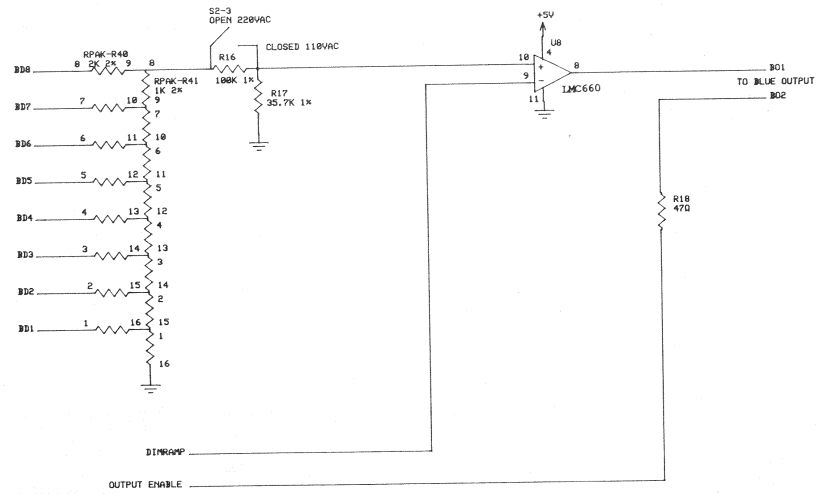 S2-3
OPEN 220VAC
+5V
RPAK-R40
8 2K 2% 9 8
R16
CLOSED 110VAC
U8
4
BD8
RPAK-R41
1K 2%
100K 1%
10 + 8
9 -
BO1
TO BLUE OUTPUT
BD7 7 10 9
7
R17
35.7K 1%
11
LMC660
BO2
BD6 6 11 10
6
BD5 5 12 11
5
R18
47Ω
BD4 4 13 12
4
BD3 3 14 13
3
BD2 2 15 14
2
BD1 1 16 15
1
16
DIMRAMP
OUTPUT ENABLE